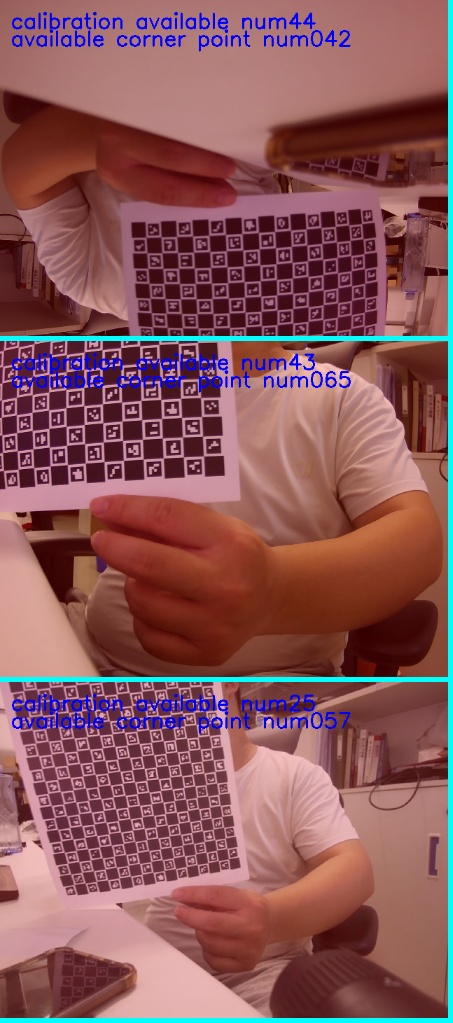 calibration available num44
available corner point num042
calibration available num43
available corner point num065
calibration available num25
available corner point num057